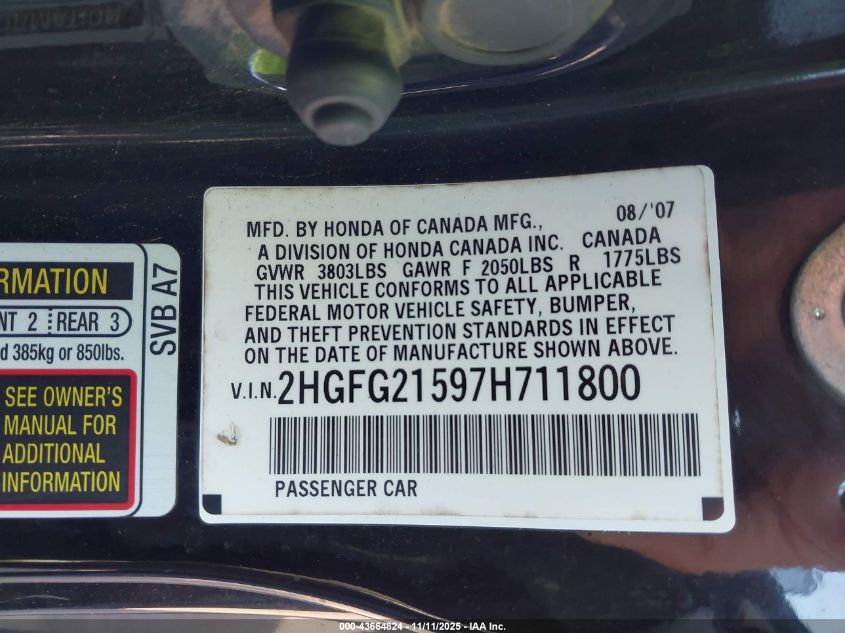 MFD. BY HONDA OF CANADA MFG., 08/'07
A DIVISION OF HONDA CANADA INC. CANADA
GVWR 3803LBS GAWR F 2050LBS R 1775LBS
THIS VEHICLE CONFORMS TO ALL APPLICABLE
FEDERAL MOTOR VEHICLE SAFETY, BUMPER,
AND THEFT PREVENTION STANDARDS IN EFFECT
ON THE DATE OF MANUFACTURE SHOWN ABOVE.
V.I.N. 2HGFG21597H711800
PASSENGER CAR
RMATION
NT 2 REAR 3
d 385kg or 850lbs.
SEE OWNER'S
MANUAL FOR
ADDITIONAL
INFORMATION
SVB A7
000-43664824 - 11/11/2025 - IAA Inc.